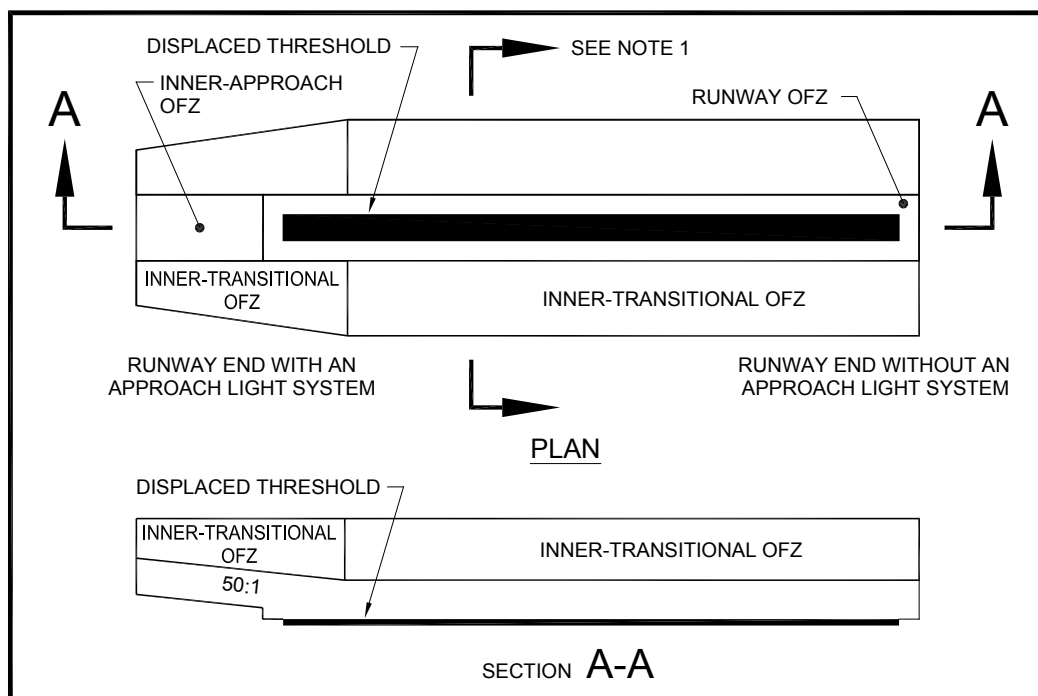 DISPLACED THRESHOLD
SEE NOTE 1
INNER-APPROACH
OFZ
RUNWAY OFZ
A
A
INNER-TRANSITIONAL
OFZ
INNER-TRANSITIONAL OFZ
RUNWAY END WITH AN
APPROACH LIGHT SYSTEM
RUNWAY END WITHOUT AN
APPROACH LIGHT SYSTEM
PLAN
DISPLACED THRESHOLD
INNER-TRANSITIONAL
OFZ
INNER-TRANSITIONAL OFZ
50:1
SECTION A-A